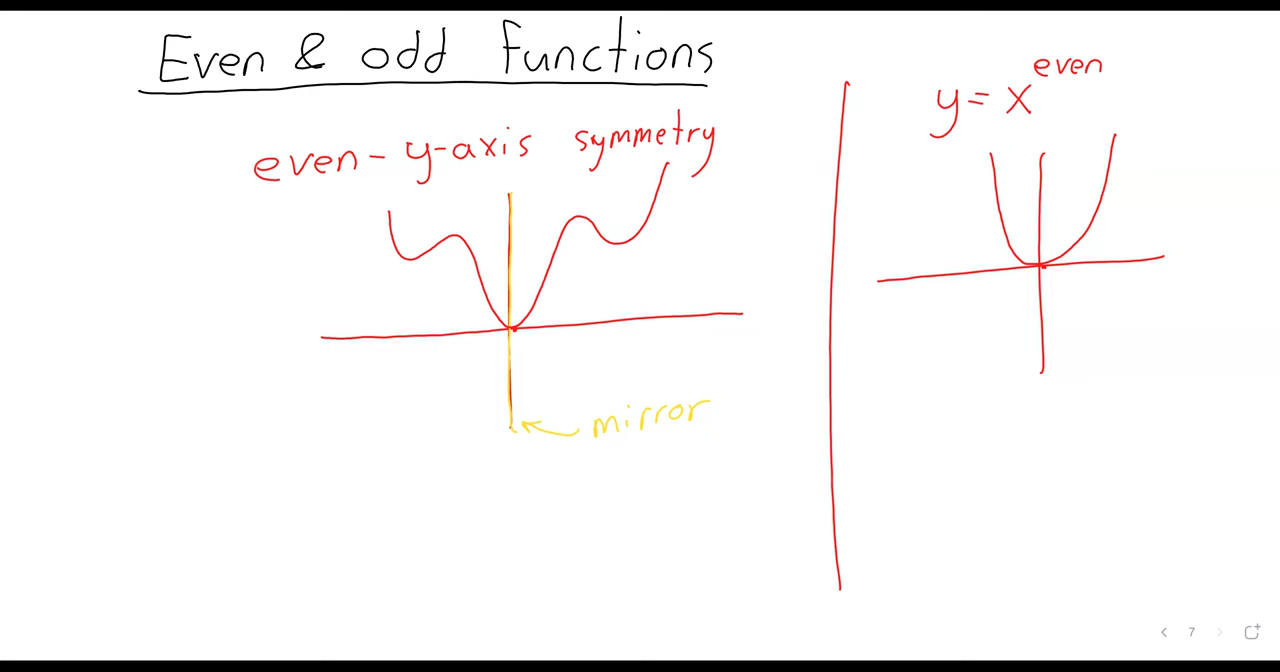 Even & odd functions
even - y-axis symmetry
mirror
y = x^even
7